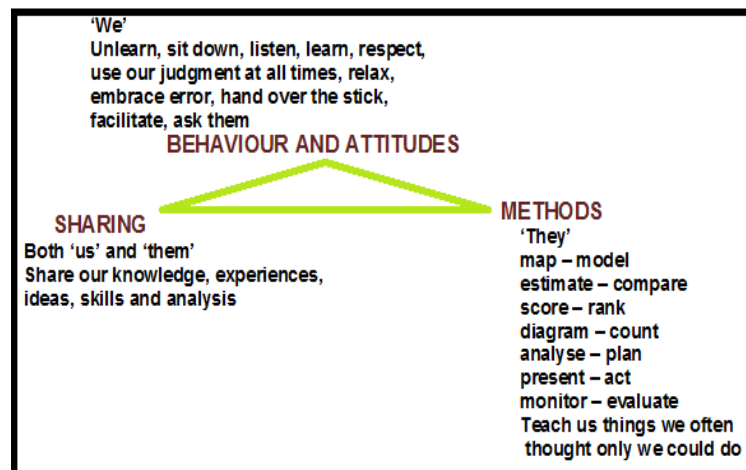 ‘We’
Unlearn, sit down, listen, learn, respect,
use our judgment at all times, relax,
embrace error, hand over the stick,
facilitate, ask them
BEHAVIOUR AND ATTITUDES
SHARING
Both ‘us’ and ‘them’
Share our knowledge, experiences,
ideas, skills and analysis
METHODS
‘They’
map – model
estimate – compare
score – rank
diagram – count
analyse – plan
present – act
monitor – evaluate
Teach us things we often
thought only we could do